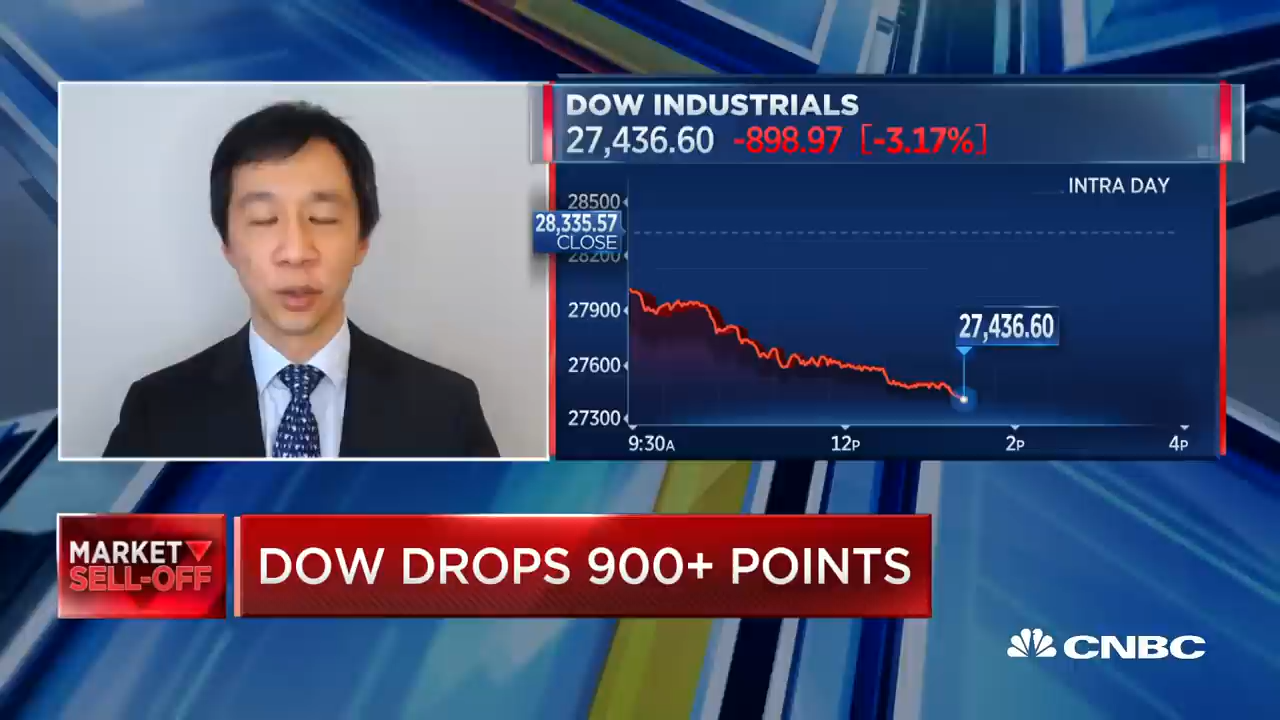 DOW INDUSTRIALS
27,436.60 -898.97 [-3.17%]
INTRA DAY
28500
28,335.57
CLOSE
28200
27900
27,436.60
27600
27300
9:30A 12P 2P 4P
MARKET
SELL-OFF
DOW DROPS 900+ POINTS
CNBC